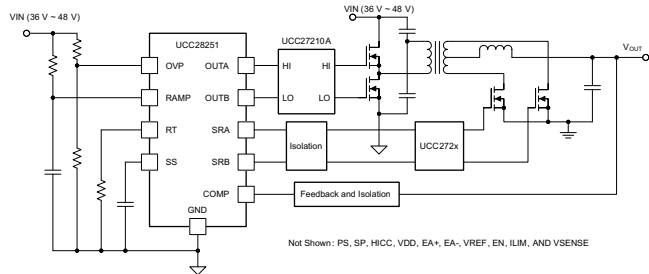 VIN (36 V ~ 48 V)
VIN (36 V ~ 48 V)
UCC28251
UCC27210A
VOUT
OVP
OUTA
HI
HI
RAMP
OUTB
LO
LO
RT
SRA
Isolation
UCC272x
SS
SRB
COMP
Feedback and Isolation
GND
Not Shown: PS, SP, HICC, VDD, EA+, EA-, VREF, EN, ILIM, AND VSENSE